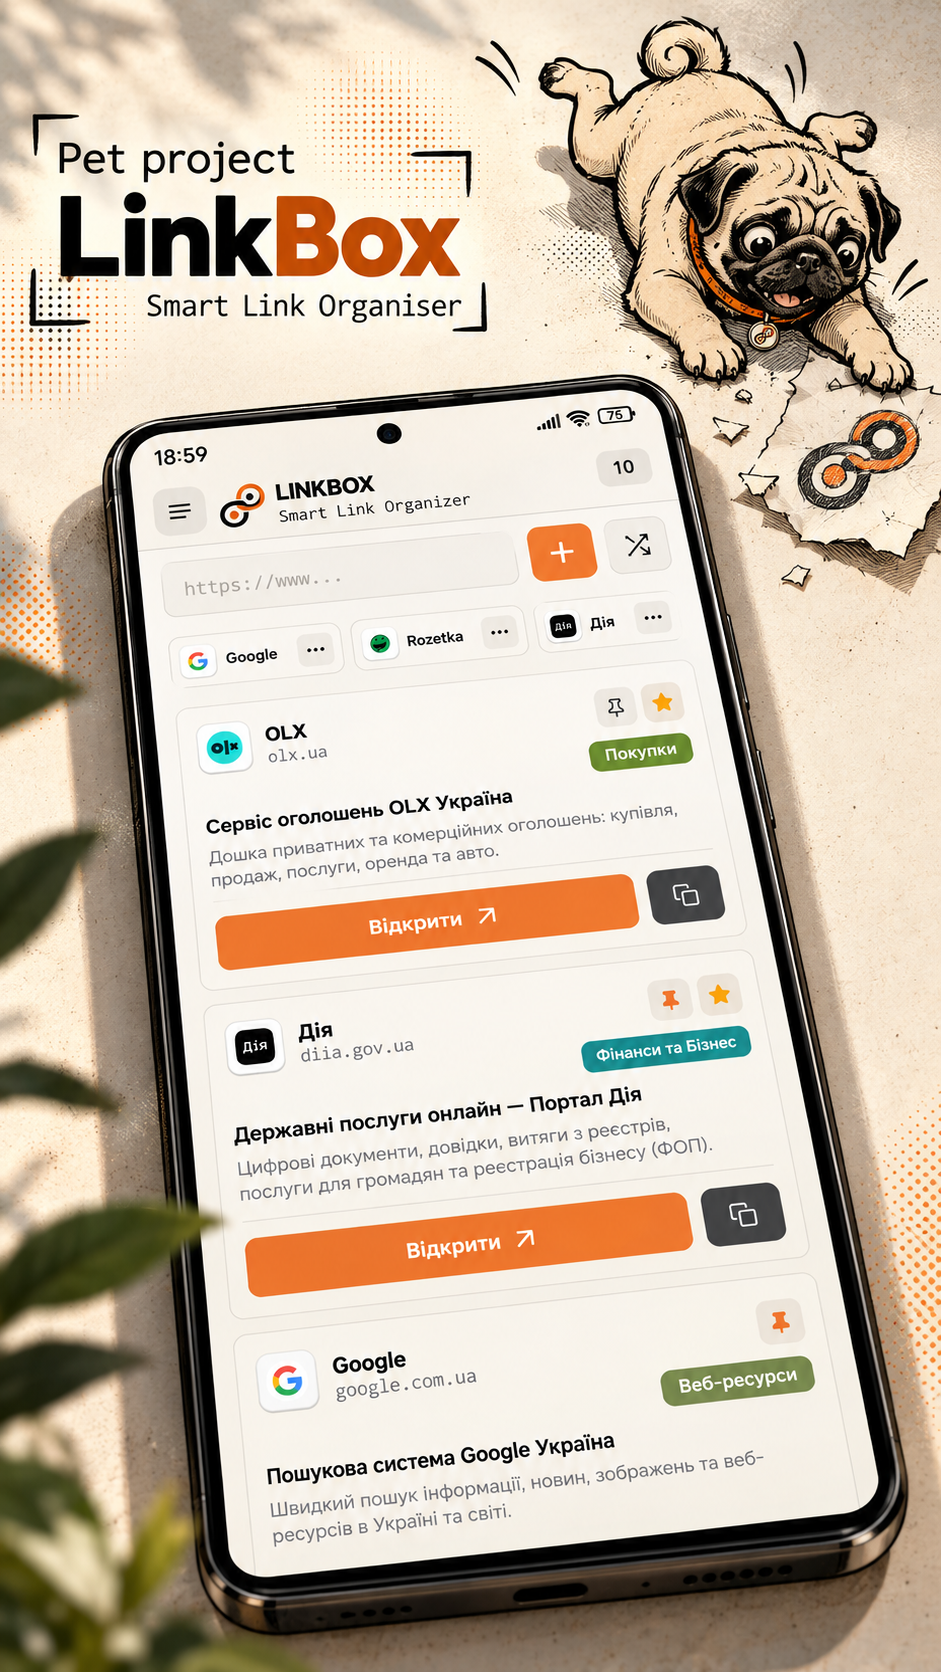 Pet project
LinkBox
Smart Link Organiser
18:59
75
LINKBOX
Smart Link Organizer
10
https://www...
Google
Rozetka
Дія
Дія
OLX
olx
olx.ua
Покупки
Сервіс оголошень OLX Україна
Дошка приватних та комерційних оголошень: купівля,
продаж, послуги, оренда та авто.
Відкрити
Дія
Дія
diia.gov.ua
Фінанси та Бізнес
Державні послуги онлайн — Портал Дія
Цифрові документи, довідки, витяги з реєстрів,
послуги для громадян та реєстрація бізнесу (ФОП).
Відкрити
G
Google
google.com.ua
Веб-ресурси
Пошукова система Google Україна
Швидкий пошук інформації, новин, зображень та веб-
ресурсів в Україні та світі.